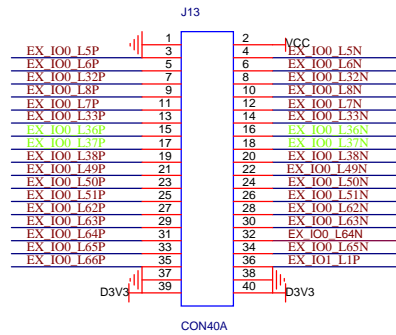 J13
1 2 VCC
EX_IO0_L5P 3 4 EX_IO0_L5N
EX_IO0_L6P 5 6 EX_IO0_L6N
EX_IO0_L32P 7 8 EX_IO0_L32N
EX_IO0_L8P 9 10 EX_IO0_L8N
EX_IO0_L7P 11 12 EX_IO0_L7N
EX_IO0_L33P 13 14 EX_IO0_L33N
EX_IO0_L36P 15 16 EX_IO0_L36N
EX_IO0_L37P 17 18 EX_IO0_L37N
EX_IO0_L38P 19 20 EX_IO0_L38N
EX_IO0_L49P 21 22 EX_IO0_L49N
EX_IO0_L50P 23 24 EX_IO0_L50N
EX_IO0_L51P 25 26 EX_IO0_L51N
EX_IO0_L62P 27 28 EX_IO0_L62N
EX_IO0_L63P 29 30 EX_IO0_L63N
EX_IO0_L64P 31 32 EX_IO0_L64N
EX_IO0_L65P 33 34 EX_IO0_L65N
EX_IO0_L66P 35 36 EX_IO1_L1P
37 38
D3V3 39 40 D3V3
CON40A